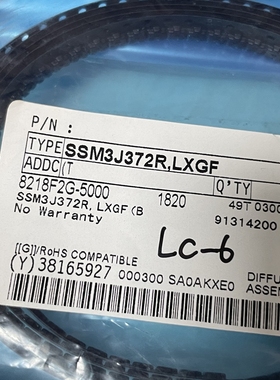 P/N :
TYPE SSM3J372R,LXGF
ADDC (T Q'TY
8218F2G-5000 1820 49T 0300
SSM3J372R, LXGF (B 91314200
No Warranty
LC-6
[[G]]/RoHS COMPATIBLE DIFFU
(Y) 38165927 000300 SA0AKXE0 ASSEM